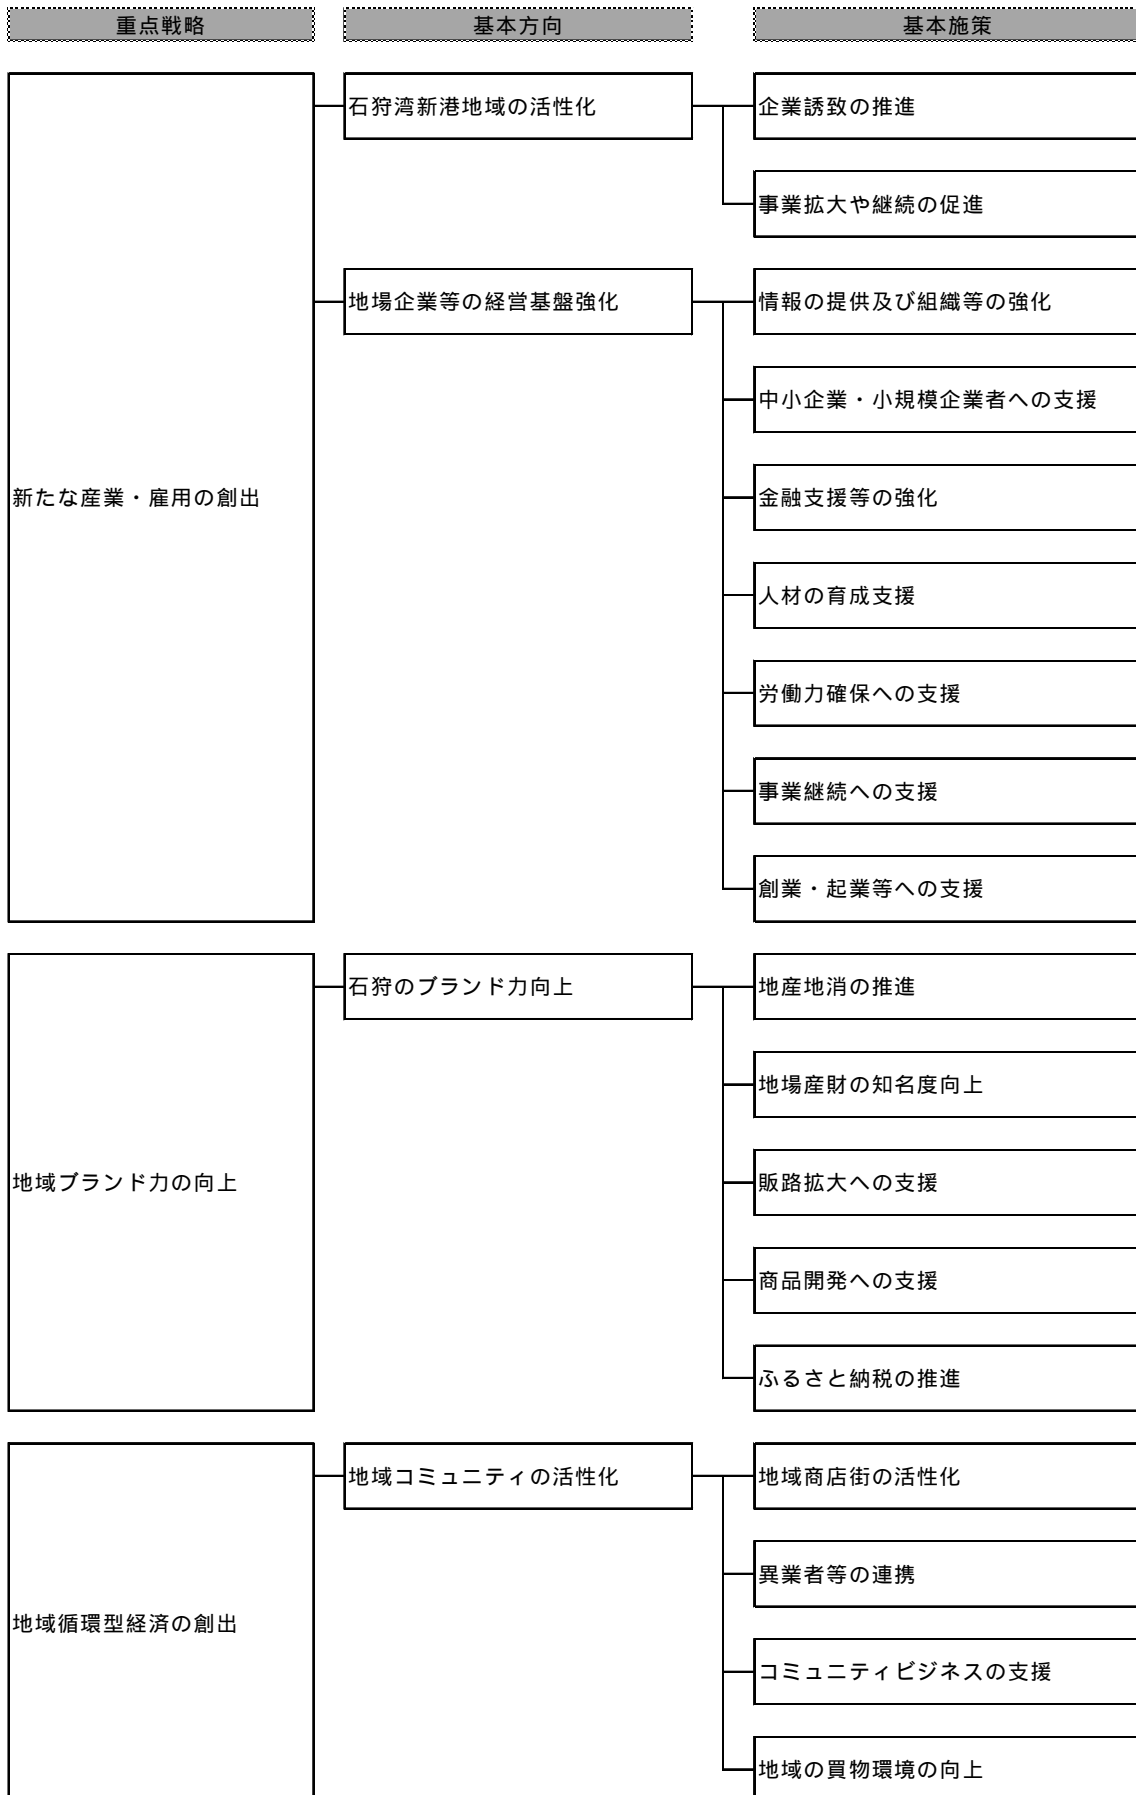 重点戦略
基本方向
基本施策
新たな産業・雇用の創出
石狩湾新港地域の活性化
企業誘致の推進
事業拡大や継続の促進
地場企業等の経営基盤強化
情報の提供及び組織等の強化
中小企業・小規模企業者への支援
金融支援等の強化
人材の育成支援
労働力確保への支援
事業継続への支援
創業・起業等への支援
地域ブランド力の向上
石狩のブランド力向上
地産地消の推進
地場産財の知名度向上
販路拡大への支援
商品開発への支援
ふるさと納税の推進
地域循環型経済の創出
地域コミュニティの活性化
地域商店街の活性化
異業者等の連携
コミュニティビジネスの支援
地域の買物環境の向上